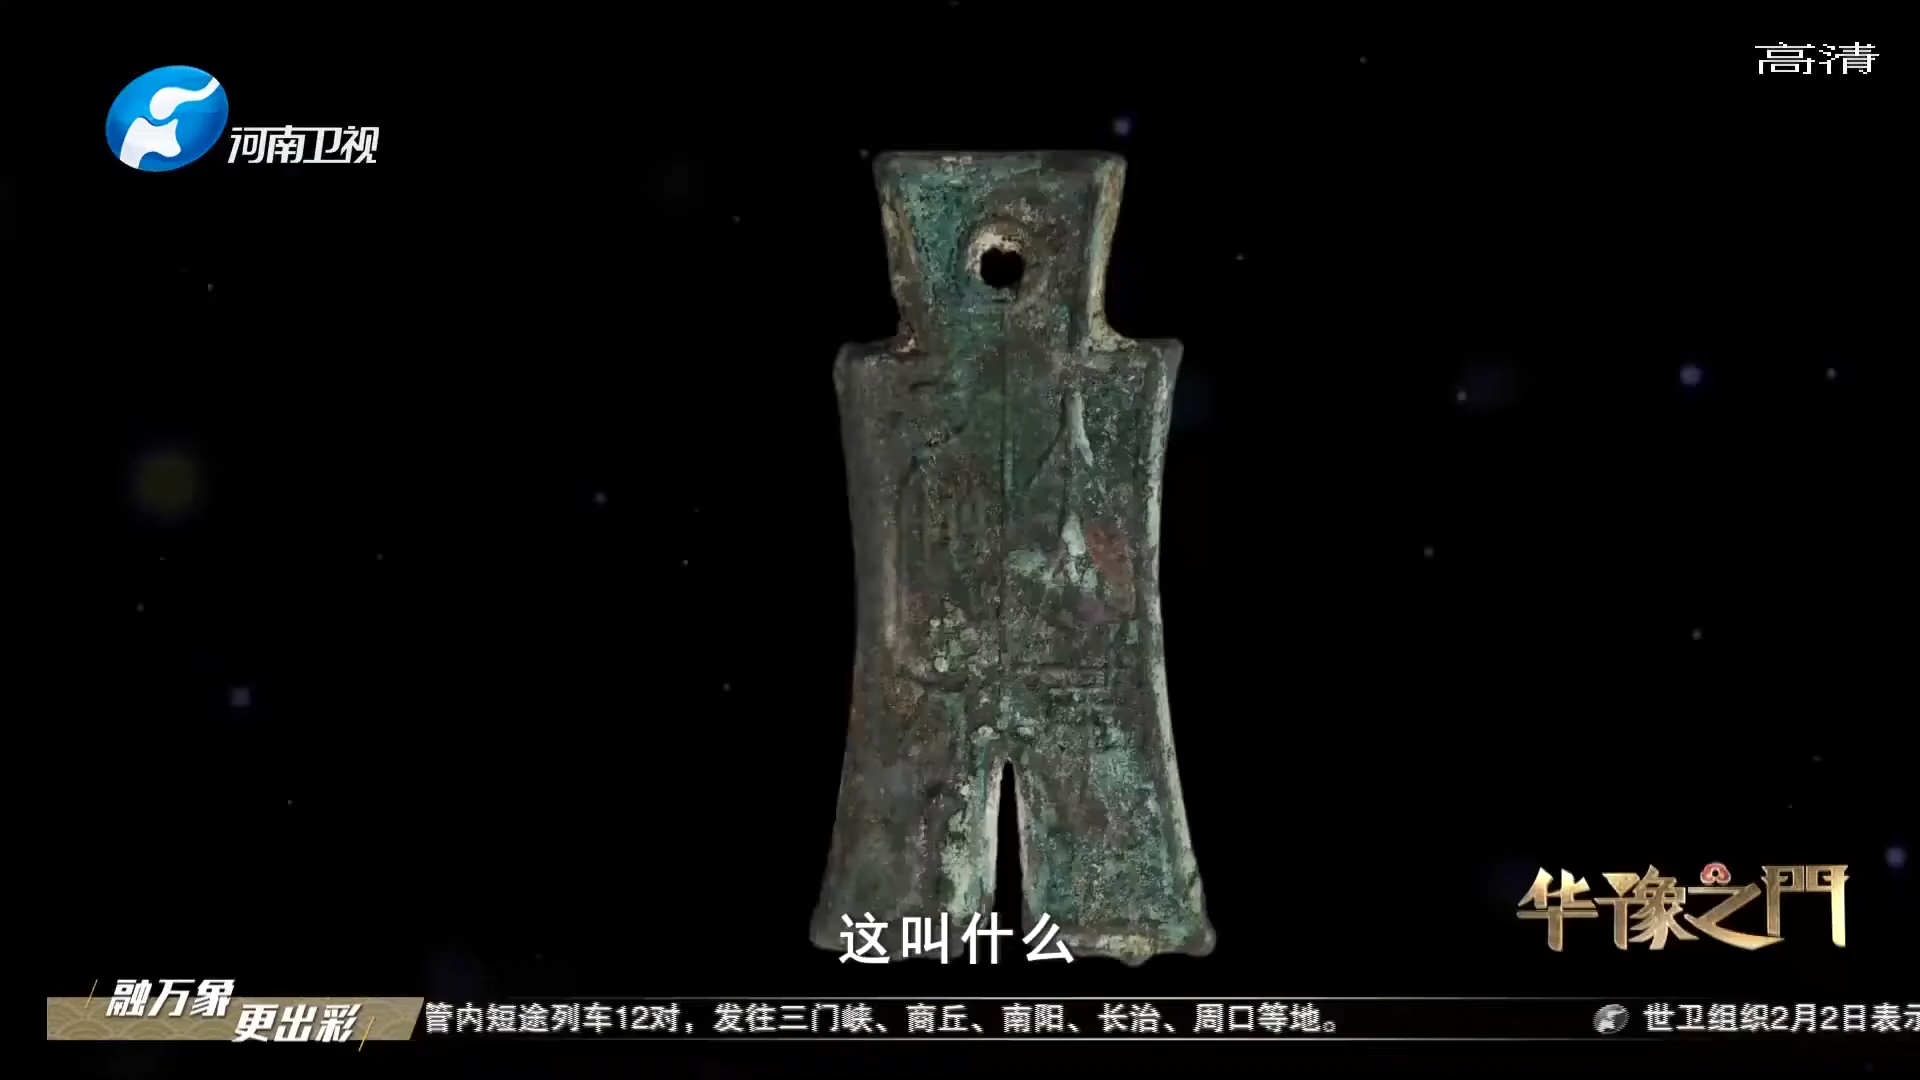 高清
河南卫视
这叫什么
华豫之門
融万象
更出彩
管内短途列车12对，发往三门峡、商丘、南阳、长治、周口等地。
世卫组织2月2日表示